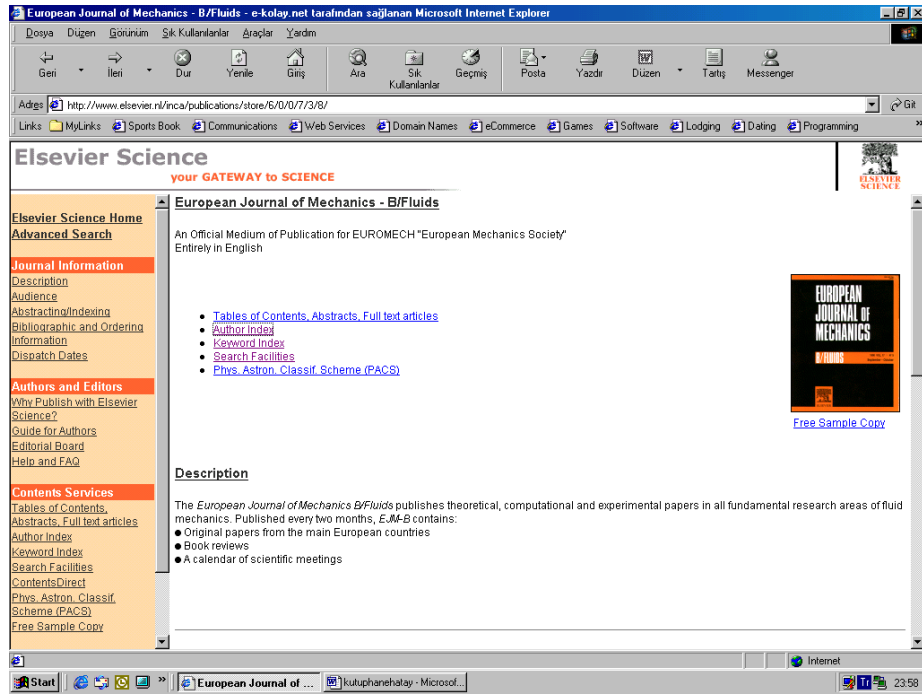 European Journal of Mechanics - B/Fluids - e-kolay.net tarafından sağlanan Microsoft Internet Explorer
Dosya Düzen Görünüm Sık Kullanılanlar Araçlar Yardım
Geri İleri Dur Yenile Giriş Ara Sık Kullanılanlar Geçmiş Posta Yazdır Düzen Tartış Messenger
Adres http://www.elsevier.nl/inca/publications/store/6/0/0/7/3/8/ Git
Links MyLinks Sports Book Communications Web Services Domain Names eCommerce Games Software Lodging Dating Programming »
Elsevier Science
your GATEWAY to SCIENCE
ELSEVIER
SCIENCE
Elsevier Science Home
Advanced Search
Journal Information
Description
Audience
Abstracting/Indexing
Bibliographic and Ordering
Information
Dispatch Dates
Authors and Editors
Why Publish with Elsevier
Science?
Guide for Authors
Editorial Board
Help and FAQ
Contents Services
Tables of Contents,
Abstracts, Full text articles
Author Index
Keyword Index
Search Facilities
ContentsDirect
Phys. Astron. Classif.
Scheme (PACS)
Free Sample Copy
European Journal of Mechanics - B/Fluids
An Official Medium of Publication for EUROMECH "European Mechanics Society"
Entirely in English
• Tables of Contents, Abstracts, Full text articles
• Author Index
• Keyword Index
• Search Facilities
• Phys. Astron. Classif. Scheme (PACS)
EUROPEAN
JOURNAL OF
MECHANICS
B/FLUIDS
Free Sample Copy
Description
The European Journal of Mechanics B/Fluids publishes theoretical, computational and experimental papers in all fundamental research areas of fluid
mechanics. Published every two months, EJM-B contains:
● Original papers from the main European countries
● Book reviews
● A calendar of scientific meetings
Internet
Start » European Journal of ... kutuphanehatay - Microsof... 23:58